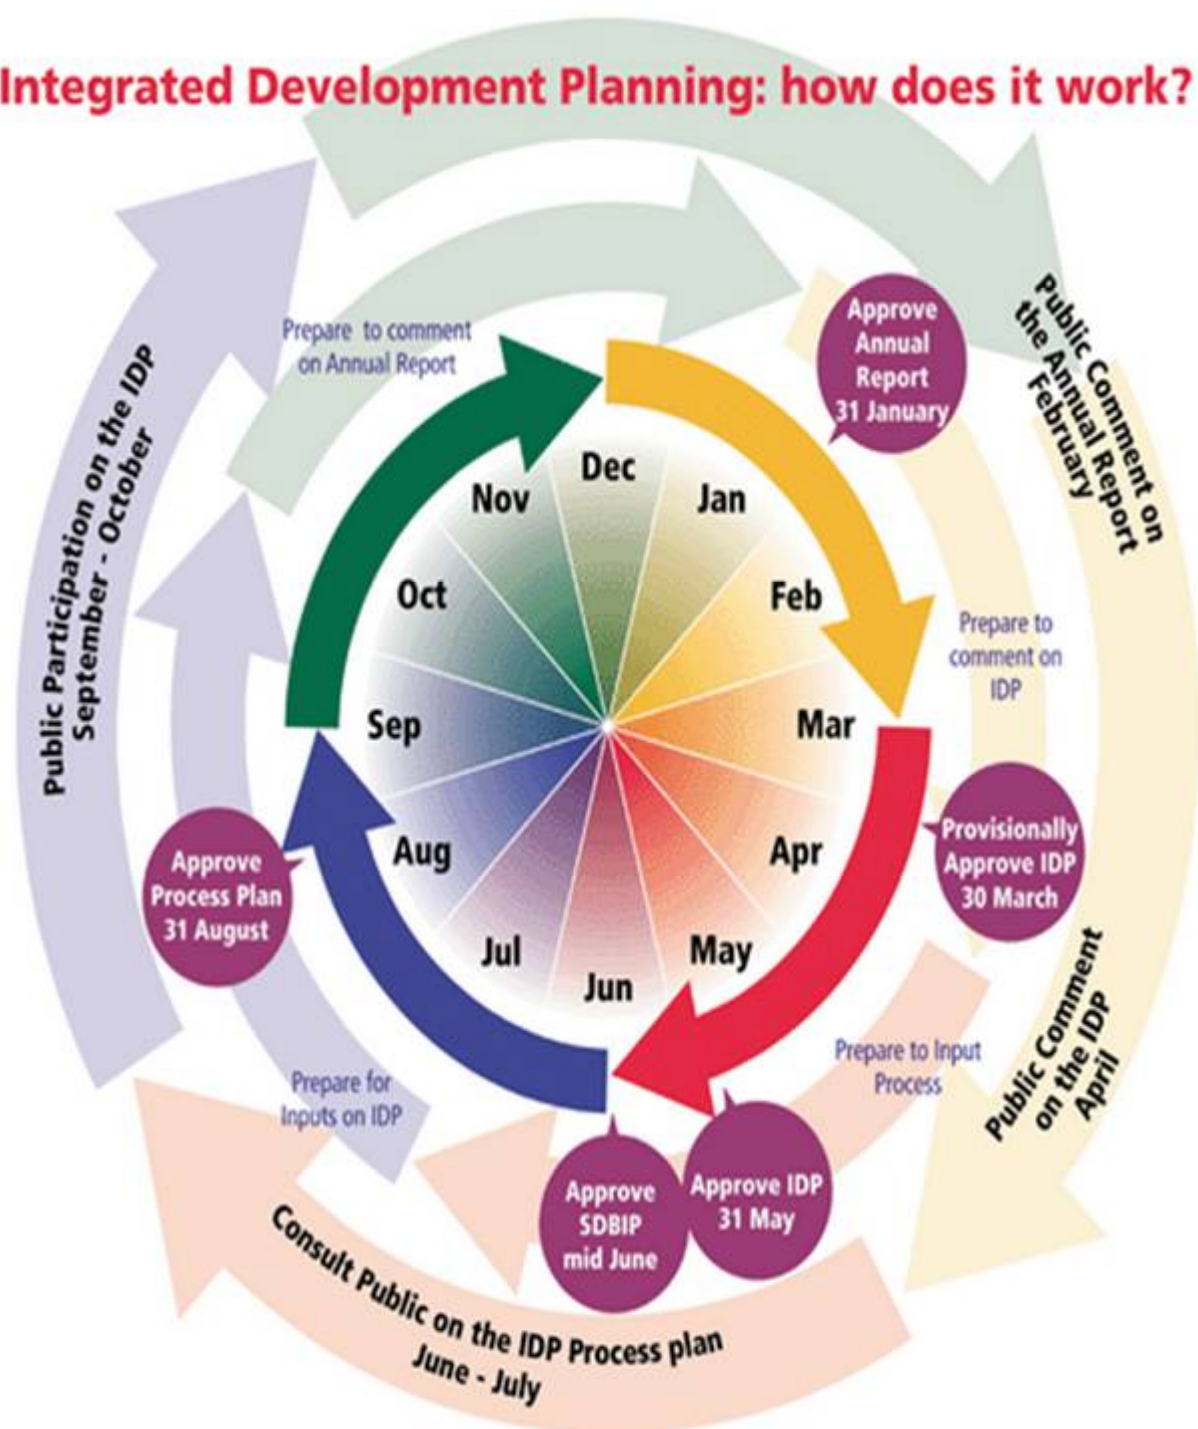 Integrated Development Planning: how does it work?
Public Comment on
the Annual Report
February
Approve
Annual
Report
31 January
Prepare to comment
on Annual Report
Public Participation on the IDP
September - October
Dec
Jan
Feb
Mar
Apr
May
Jun
Jul
Aug
Sep
Oct
Nov
Prepare to
comment on
IDP
Provisionally
Approve IDP
30 March
Approve
Process Plan
31 August
Public Comment
on the IDP
April
Prepare to Input
Process
Prepare for
Inputs on IDP
Approve IDP
31 May
Approve
SDBIP
mid June
Consult Public on the IDP Process plan
June - July